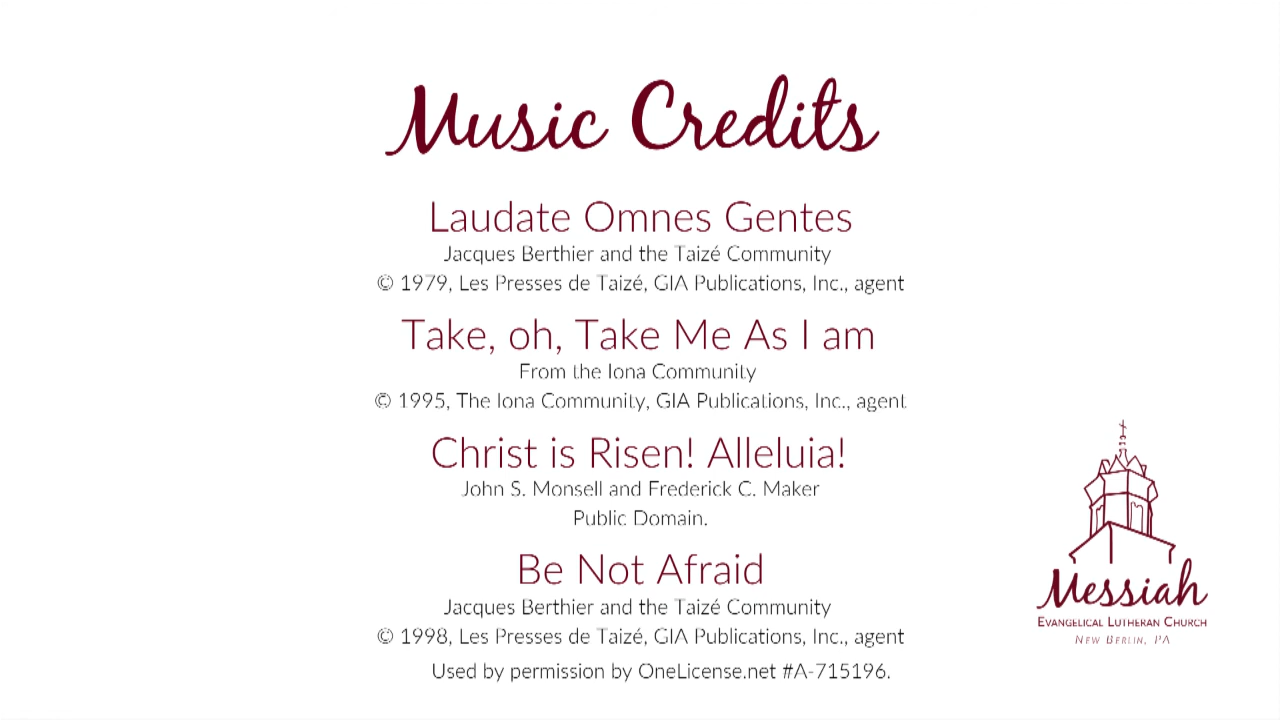 Music Credits
Laudate Omnes Gentes
Jacques Berthier and the Taizé Community
© 1979, Les Presses de Taizé, GIA Publications, Inc., agent
Take, oh, Take Me As I am
From the Iona Community
© 1995, The Iona Community, GIA Publications, Inc., agent
Christ is Risen! Alleluia!
John S. Monsell and Frederick C. Maker
Public Domain.
Be Not Afraid
Jacques Berthier and the Taizé Community
© 1998, Les Presses de Taizé, GIA Publications, Inc., agent
Used by permission by OneLicense.net #A-715196.
Messiah
Evangelical Lutheran Church
New Berlin, PA